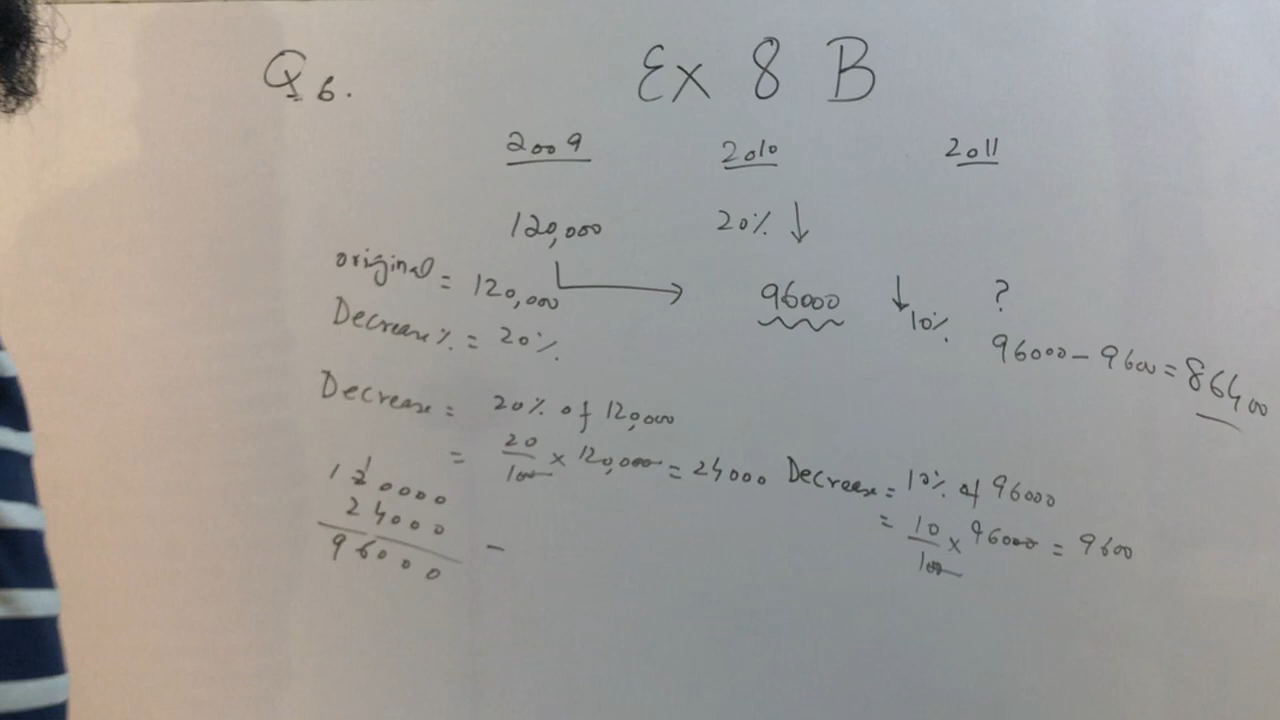 Q6. Ex 8 B
2009 2010 2011
120,000 20% ↓
original = 120,000 → 96000 ↓ 10% ?
Decrease % = 20%. 96000 - 9600 = 86400
Decrease = 20% of 120,000
= 20/100 × 120,000 = 24000 Decrease = 10% of 96000
120000 = 10/100 × 96000 = 9600
24000 -
96000